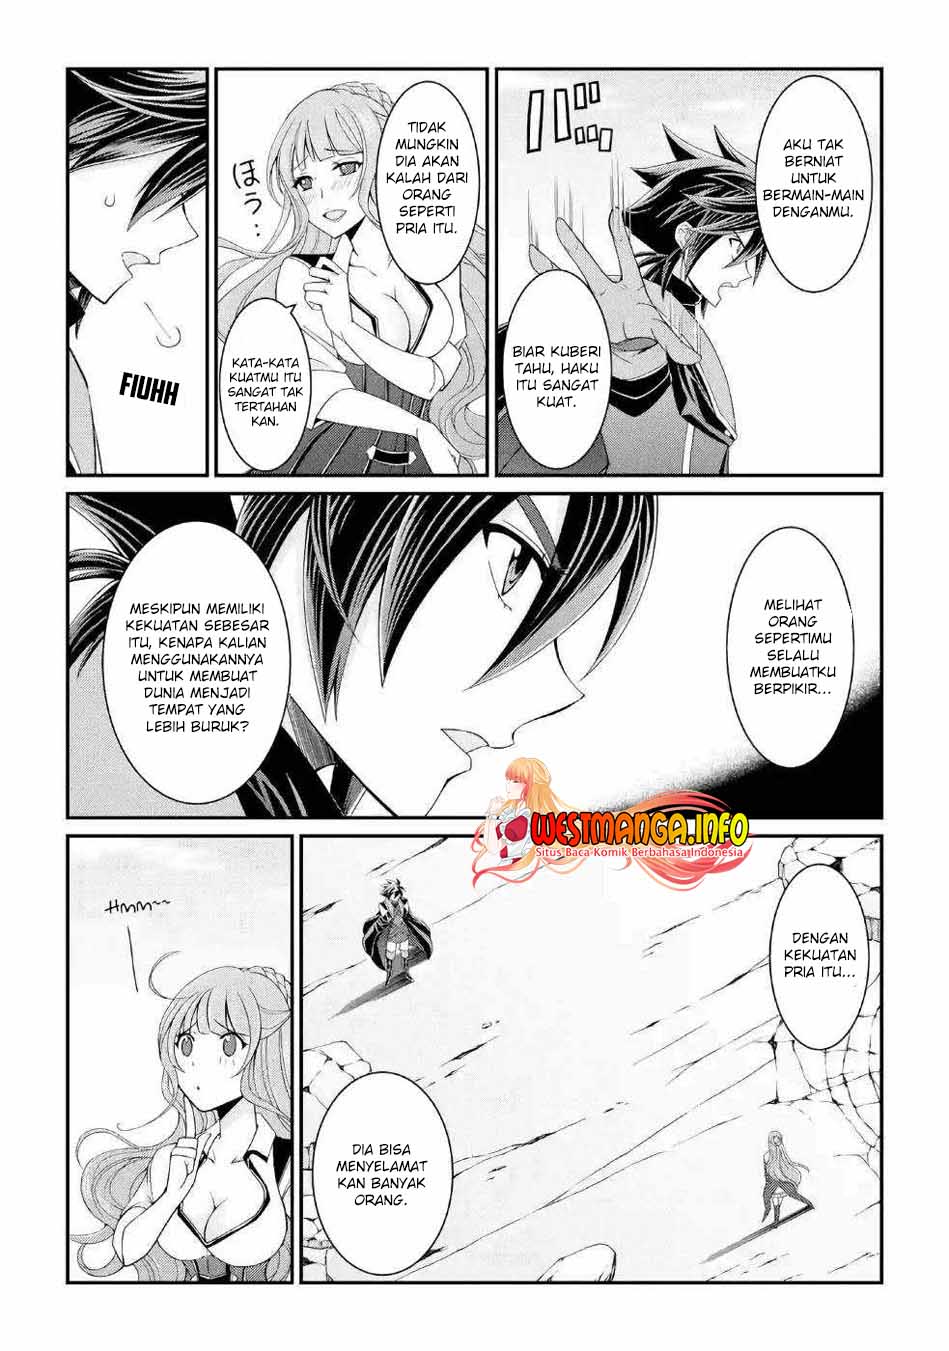 AKU TAK
BERNIAT
UNTUK
BERMAIN-MAIN
DENGANMU.
バババ
BIAR KUBERI
TAHU, HAKU
ITU SANGAT
KUAT.
TIDAK
MUNGKIN
DIA AKAN
KALAH DARI
ORANG
SEPERTI
PRIA ITU.
ほう..
KATA-KATA
KUATMU ITU
SANGAT TAK
TERTAHAN
KAN.
FIUHH
MELIHAT
ORANG
SEPERTIMU
SELALU
MEMBUATKU
BERPIKIR...
MESKIPUN MEMILIKI
KEKUATAN SEBESAR
ITU, KENAPA KALIAN
MENGGUNAKANNYA
UNTUK MEMBUAT
DUNIA MENJADI
TEMPAT YANG
LEBIH BURUK?
WESTMANGA.INFO
Situs Baca Komik Berbahasa Indonesia
DENGAN
KEKUATAN
PRIA ITU...
DIA BISA
MENYELAMAT
KAN BANYAK
ORANG.
HMM~~